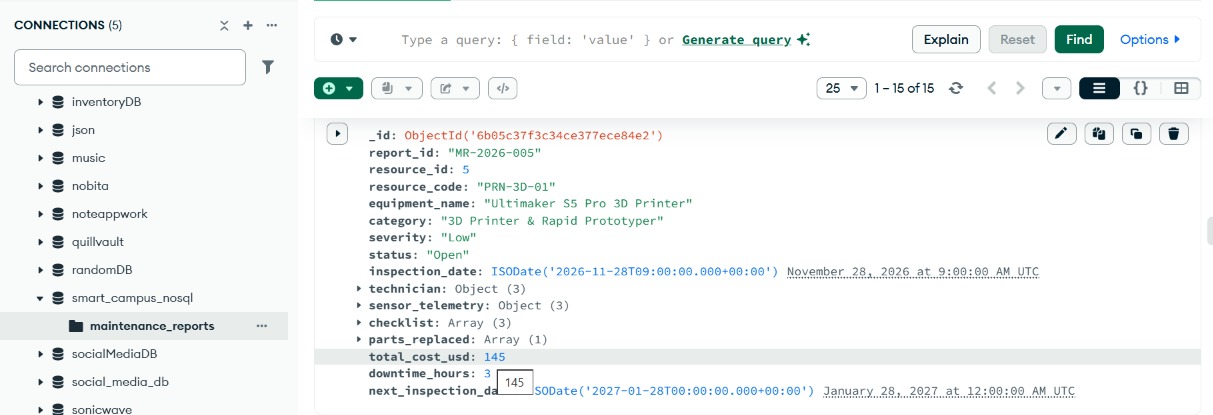 CONNECTIONS (5)
Search connections
inventoryDB
json
music
nobita
noteappwork
quillvault
randomDB
smart_campus_nosql
maintenance_reports
socialMediaDB
social_media_db
sonicwave
Type a query: { field: 'value' } or Generate query
Explain
Reset
Find
Options
25
1 – 15 of 15
_id: ObjectId('6b05c37f3c34ce377ece84e2')
report_id: "MR-2026-005"
resource_id: 5
resource_code: "PRN-3D-01"
equipment_name: "Ultimaker S5 Pro 3D Printer"
category: "3D Printer & Rapid Prototyper"
severity: "Low"
status: "Open"
inspection_date: ISODate('2026-11-28T09:00:00.000+00:00') November 28, 2026 at 9:00:00 AM UTC
technician: Object (3)
sensor_telemetry: Object (3)
checklist: Array (3)
parts_replaced: Array (1)
total_cost_usd: 145
downtime_hours: 3
145
next_inspection_da SODate('2027-01-28T00:00:00.000+00:00') January 28, 2027 at 12:00:00 AM UTC